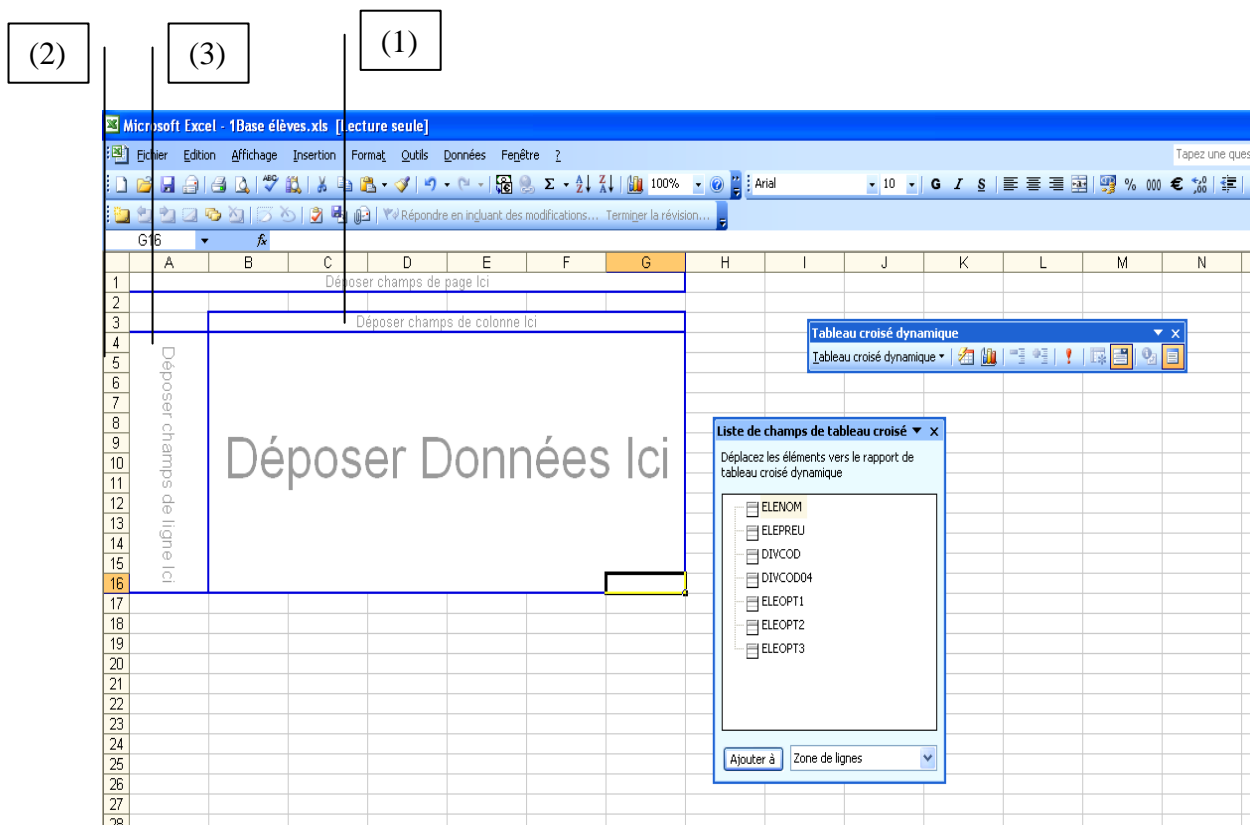 (2)
(3)
(1)
Microsoft Excel - 1Base élèves.xls [Lecture seule]
Fichier Edition Affichage Insertion Format Outils Données Fenêtre ?
Tapez une ques
100%
Arial
10
G I S
% 000 €
Répondre en incluant des modifications... Terminer la révision...
G16
fx
A B C D E F G H I J K L M N
1
Déposer champs de page Ici
2
3
Déposer champs de colonne Ici
4
5
6
7
8
9
10
11
12
13
14
15
16
17
18
19
20
21
22
23
24
25
26
27
28
Déposer champs de ligne Ici
Déposer Données Ici
Tableau croisé dynamique
Tableau croisé dynamique
Liste de champs de tableau croisé
Déplacez les éléments vers le rapport de
tableau croisé dynamique
ELENOM
ELEPREU
DIVCOD
DIVCOD04
ELEOPT1
ELEOPT2
ELEOPT3
Ajouter à
Zone de lignes